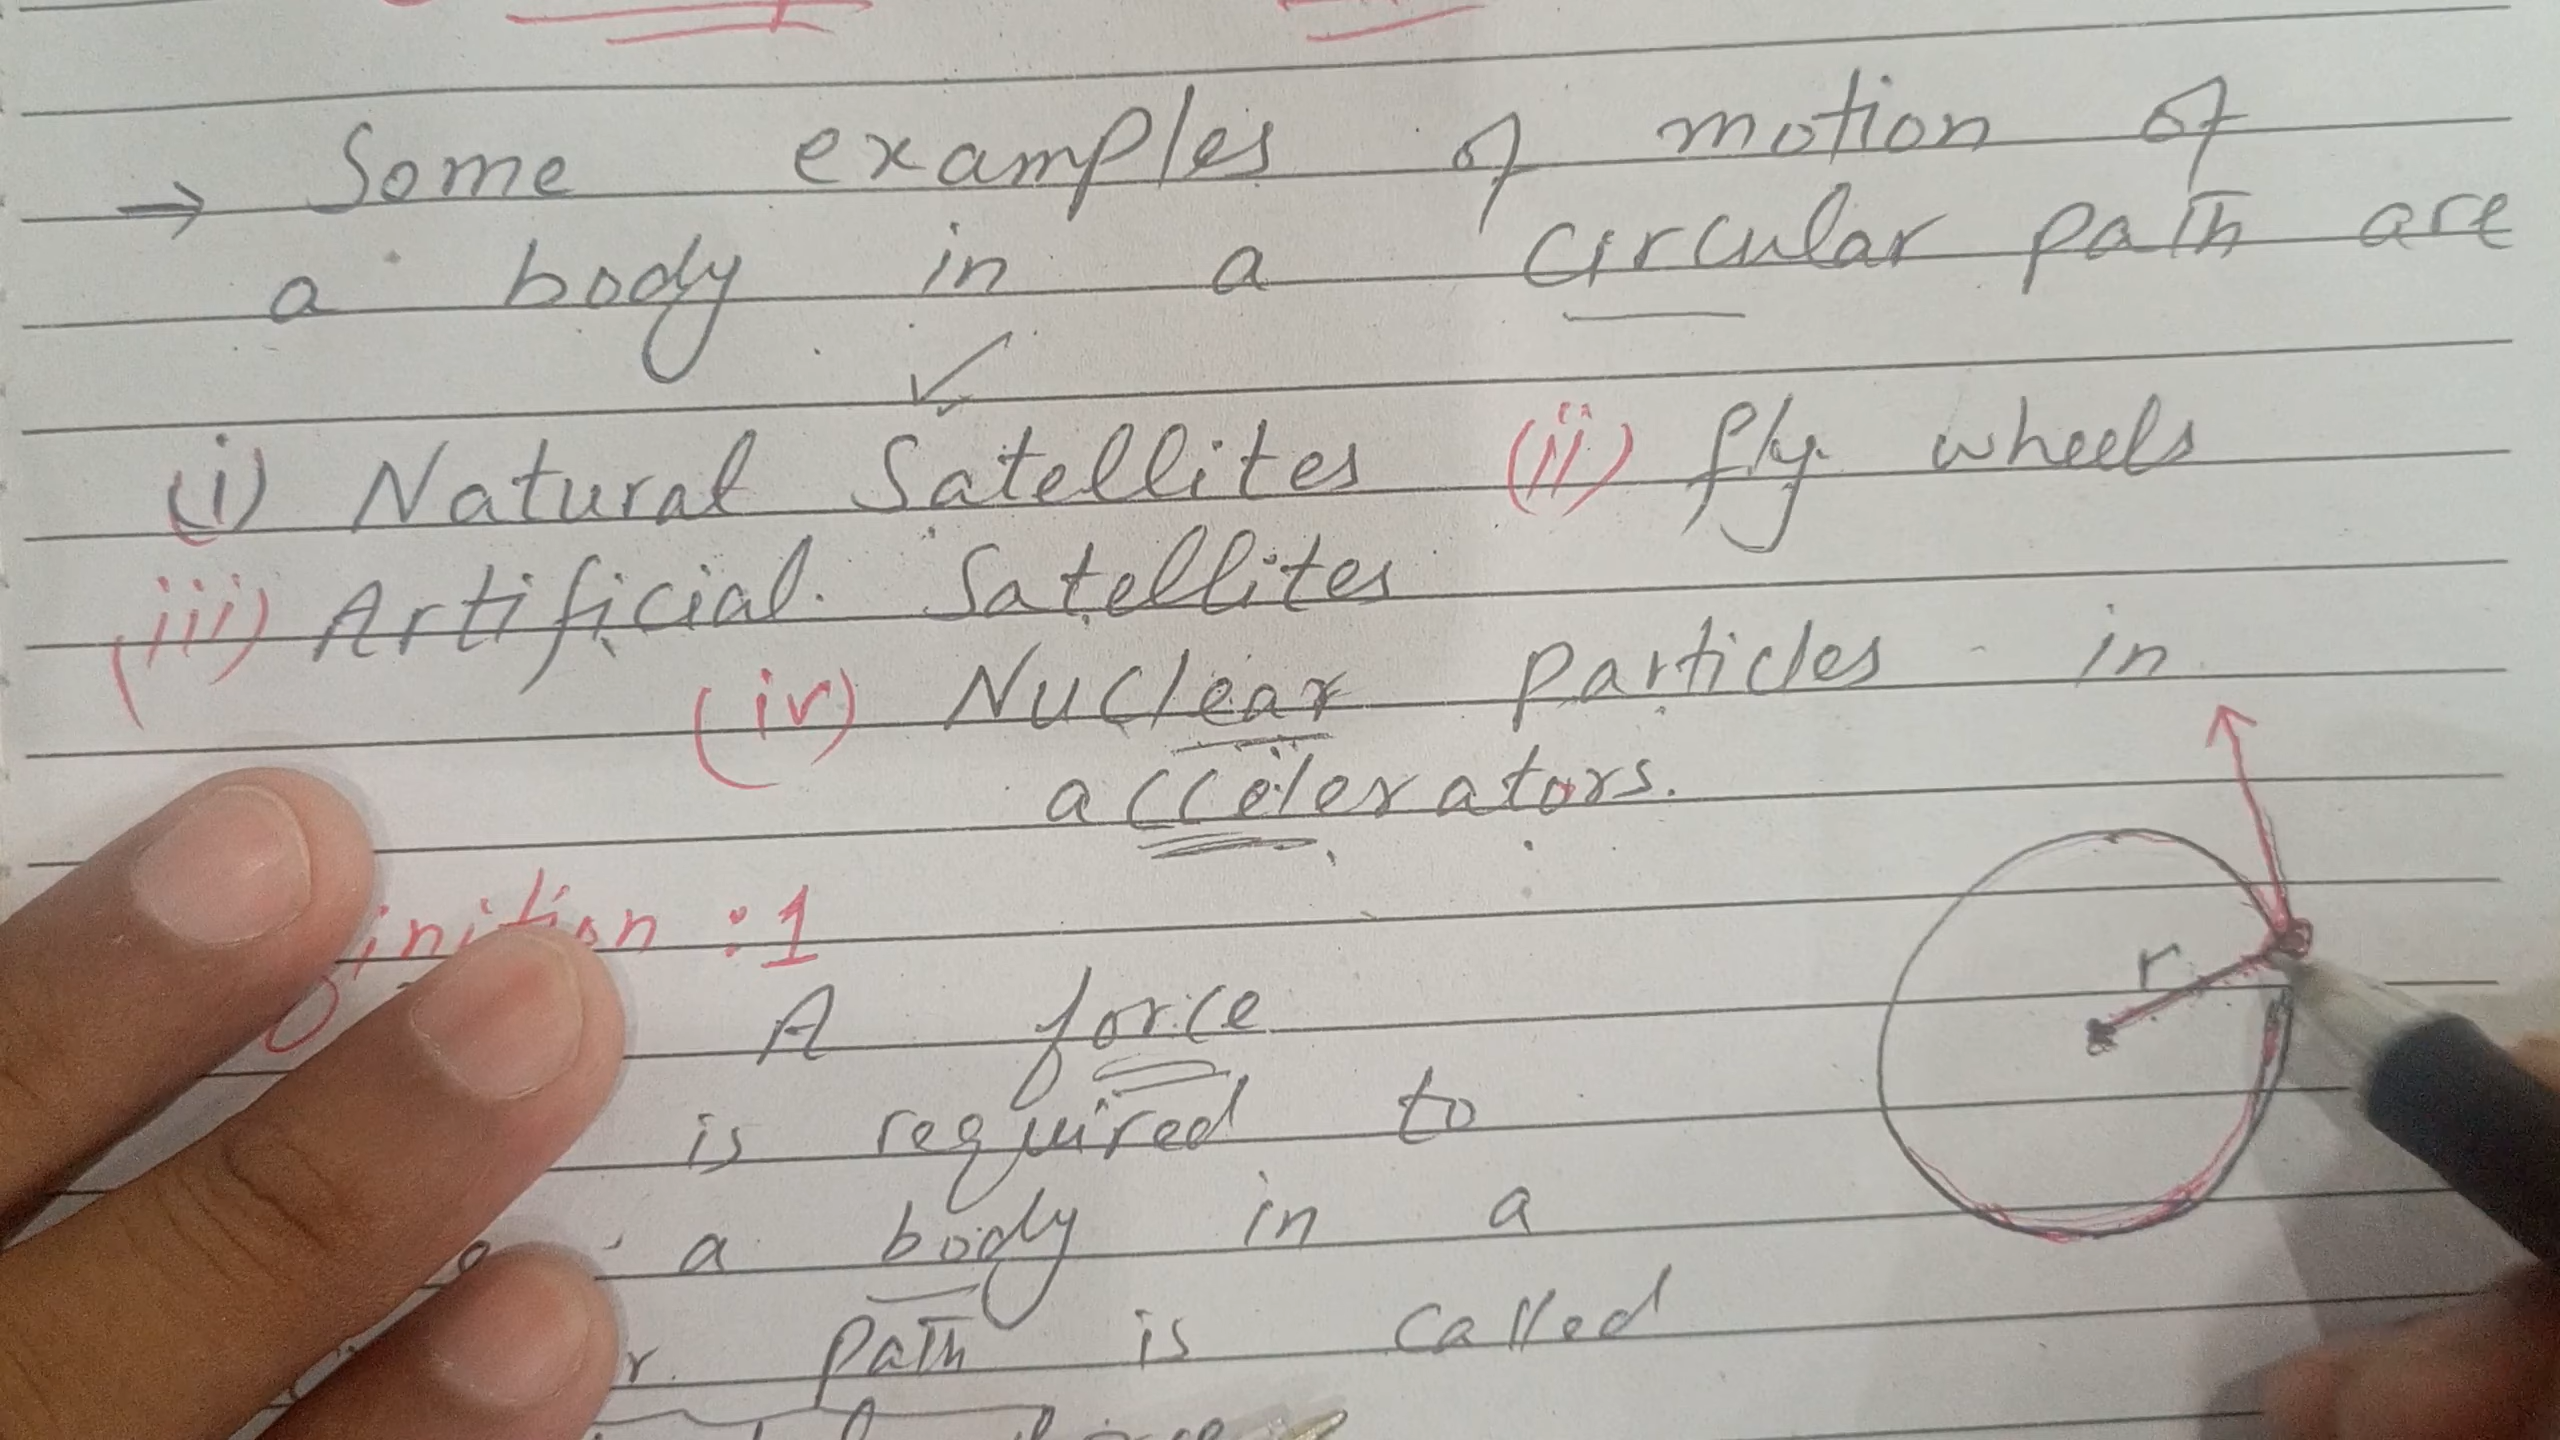 → Some examples of motion of
a body in a circular path are
(i) Natural Satellites (ii) fly wheels
(iii) Artificial Satellites
(iv) Nuclear particles in
accelerators.
inition : 1
A force
r
is required to
a body in a
r path is called